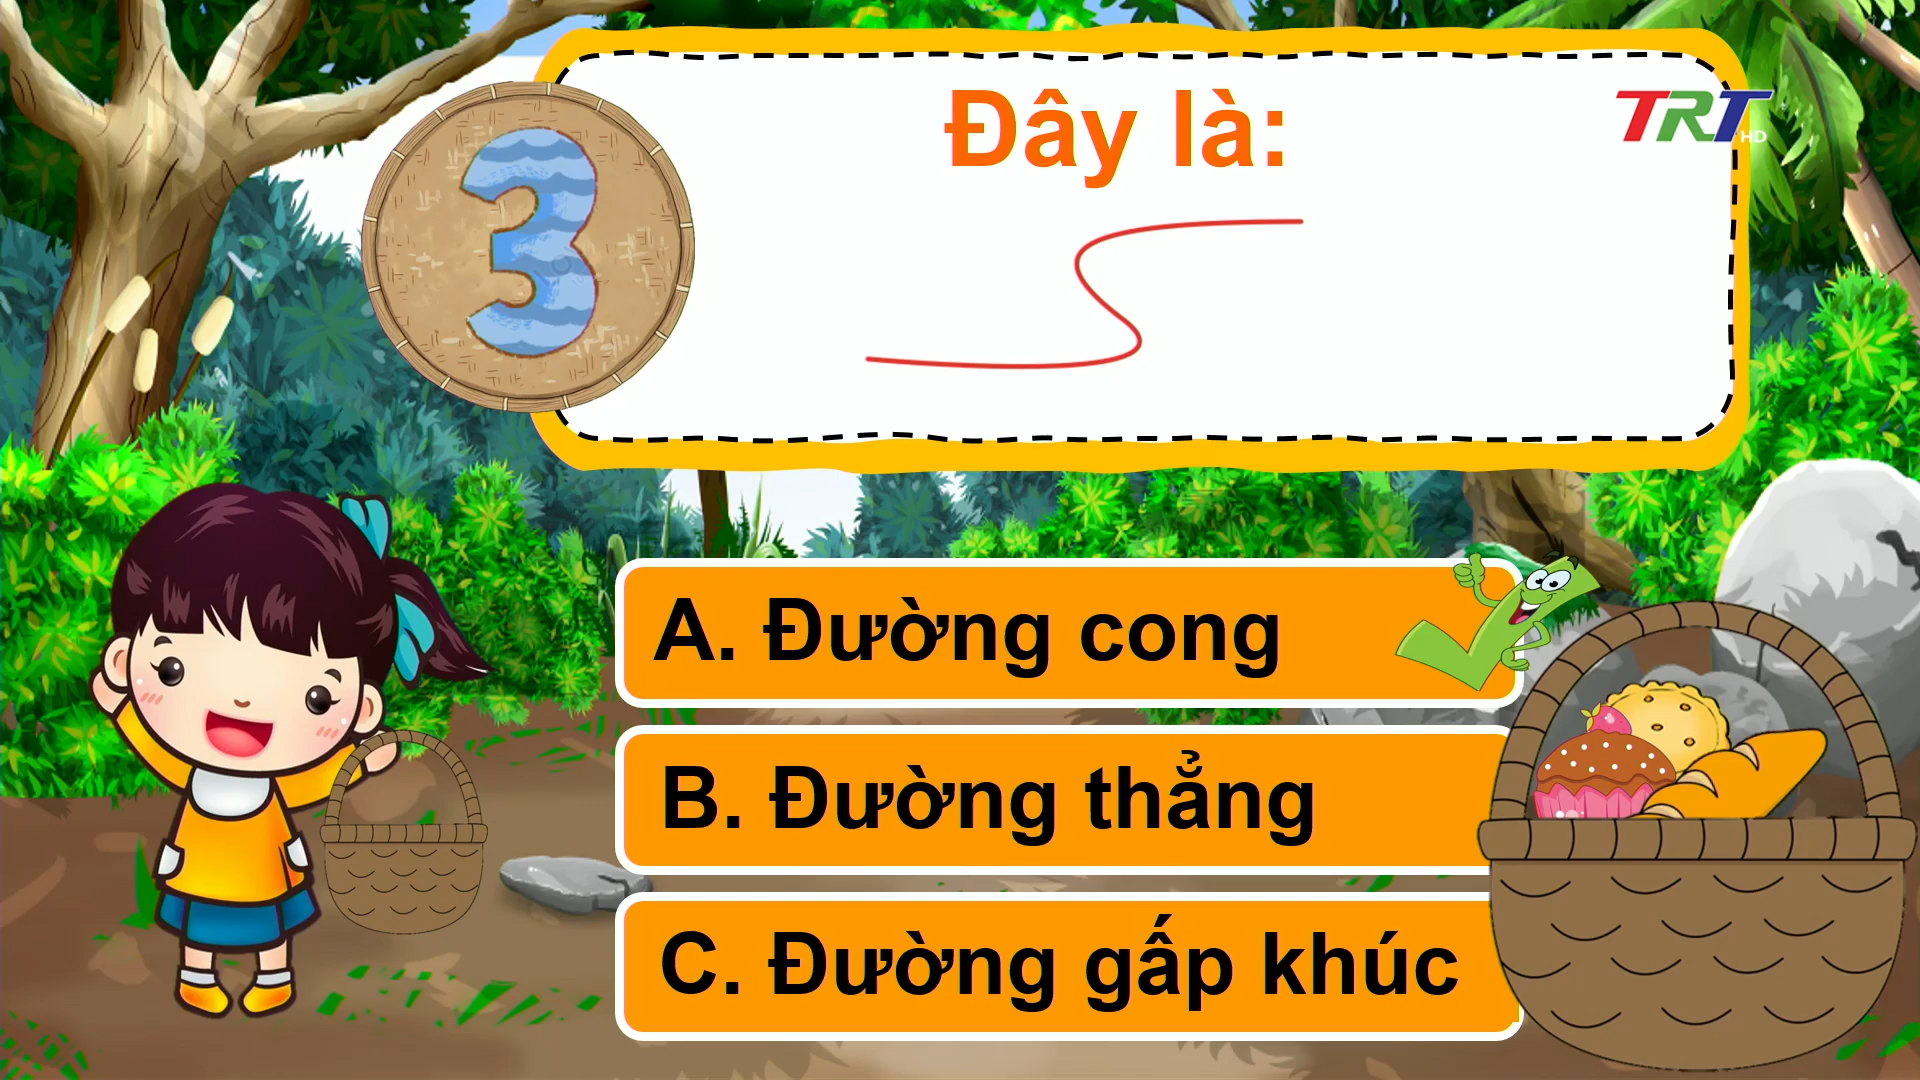 3
Đây là:
TRT HD
A. Đường cong
B. Đường thẳng
C. Đường gấp khúc